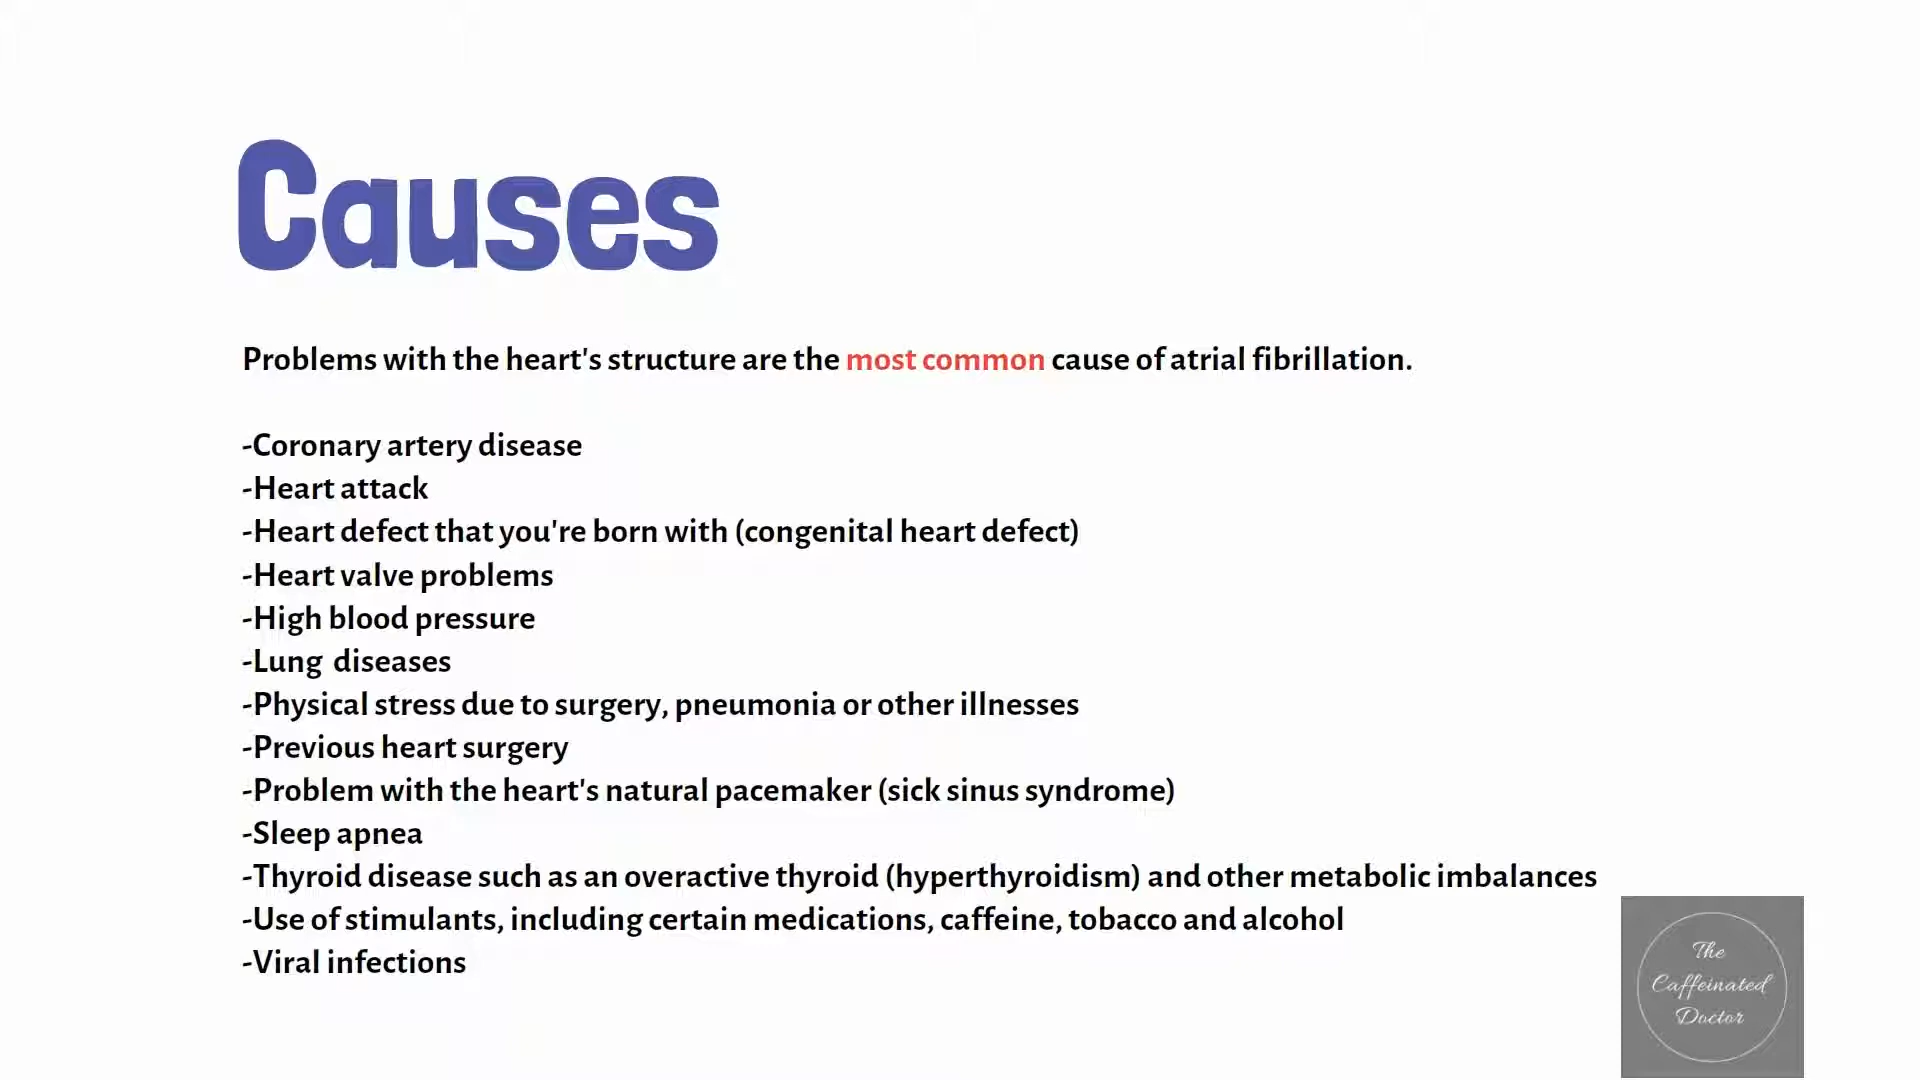 Causes
Problems with the heart's structure are the most common cause of atrial fibrillation.
-Coronary artery disease
-Heart attack
-Heart defect that you're born with (congenital heart defect)
-Heart valve problems
-High blood pressure
-Lung  diseases
-Physical stress due to surgery, pneumonia or other illnesses
-Previous heart surgery
-Problem with the heart's natural pacemaker (sick sinus syndrome)
-Sleep apnea
-Thyroid disease such as an overactive thyroid (hyperthyroidism) and other metabolic imbalances
-Use of stimulants, including certain medications, caffeine, tobacco and alcohol
-Viral infections
The
Caffeinated
Doctor